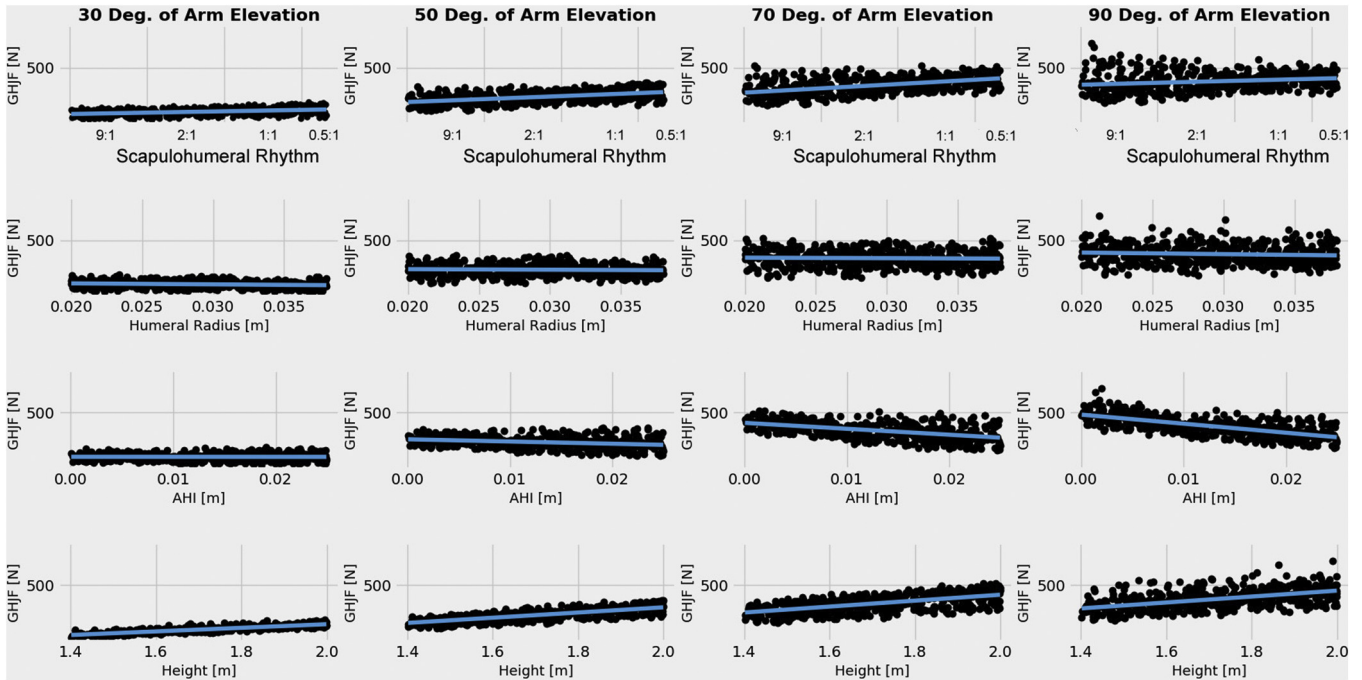 30 Deg. of Arm Elevation 50 Deg. of Arm Elevation 70 Deg. of Arm Elevation 90 Deg. of Arm Elevation
GHJF [N] 500 GHJF [N] 500 GHJF [N] 500 GHJF [N] 500
9:1 2:1 1:1 0.5:1 9:1 2:1 1:1 0.5:1 9:1 2:1 1:1 0.5:1 9:1 2:1 1:1 0.5:1
Scapulohumeral Rhythm Scapulohumeral Rhythm Scapulohumeral Rhythm Scapulohumeral Rhythm
GHJF [N] 500 GHJF [N] 500 GHJF [N] 500 GHJF [N] 500
0.020 0.025 0.030 0.035 0.020 0.025 0.030 0.035 0.020 0.025 0.030 0.035 0.020 0.025 0.030 0.035
Humeral Radius [m] Humeral Radius [m] Humeral Radius [m] Humeral Radius [m]
GHJF [N] 500 GHJF [N] 500 GHJF [N] 500 GHJF [N] 500
0.00 0.01 0.02 0.00 0.01 0.02 0.00 0.01 0.02 0.00 0.01 0.02
AHI [m] AHI [m] AHI [m] AHI [m]
GHJF [N] 500 GHJF [N] 500 GHJF [N] 500 GHJF [N] 500
1.4 1.6 1.8 2.0 1.4 1.6 1.8 2.0 1.4 1.6 1.8 2.0 1.4 1.6 1.8 2.0
Height [m] Height [m] Height [m] Height [m]